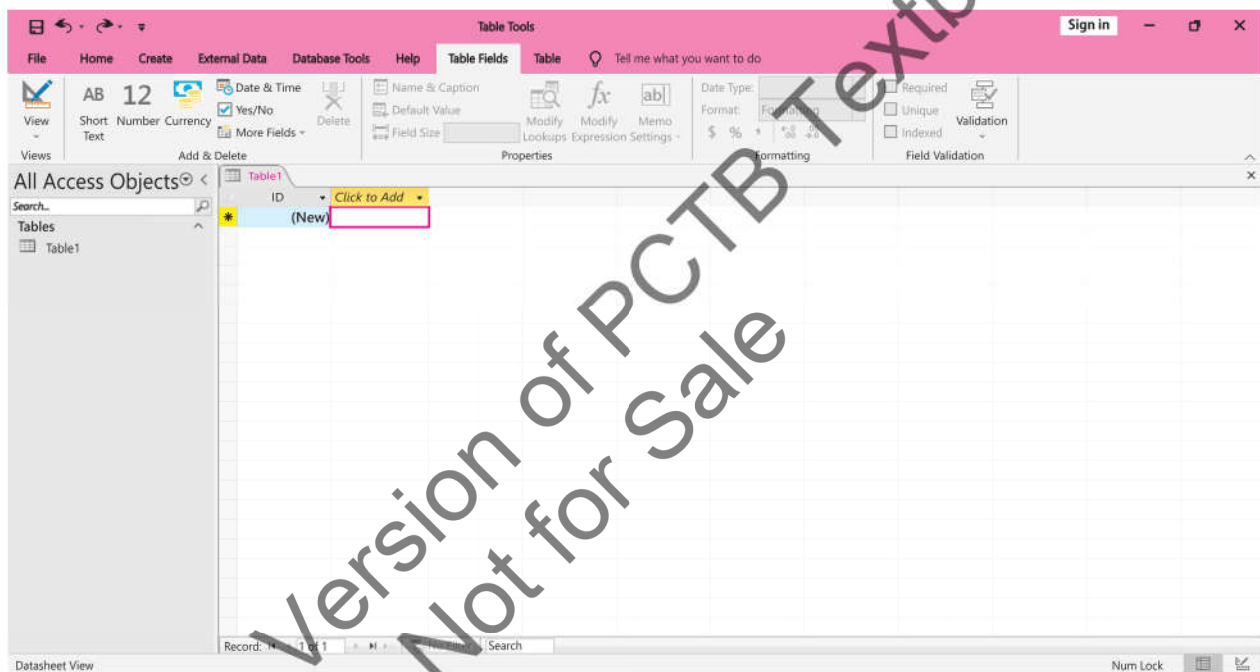 Table Tools
Sign in
File Home Create External Data Database Tools Help Table Fields Table Tell me what you want to do
View
Views
AB Short Text
12 Number
Currency
Date & Time
Yes/No
More Fields
Delete
Add & Delete
Name & Caption
Default Value
Field Size
Modify Lookups
fx Modify Expression
ab Memo Settings
Properties
Date Type:
Format: Formatting
$ %
Formatting
Required
Unique
Indexed
Validation
Field Validation
All Access Objects
Search..
Tables
Table1
Table1
ID Click to Add
(New)
Record: 1 of 1 No Filter Search
Datasheet View
Num Lock
Version of PCTB
Not for Sale